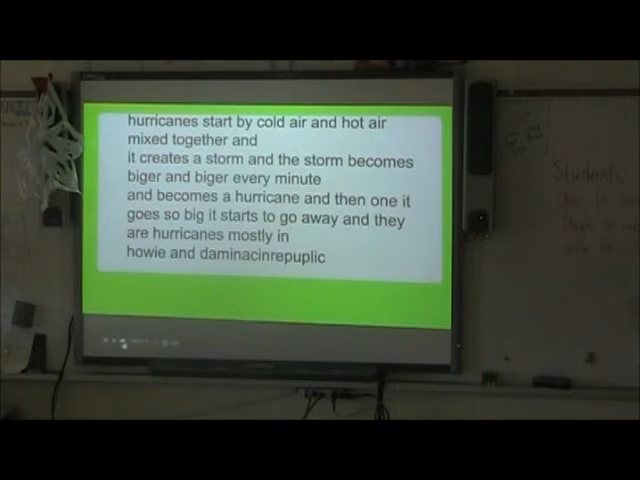 hurricanes start by cold air and hot air
mixed together and
it creates a storm and the storm becomes
biger and biger every minute
and becomes a hurricane and then one it
goes so big it starts to go away and they
are hurricanes mostly in
howie and daminacinrepuplic
Students